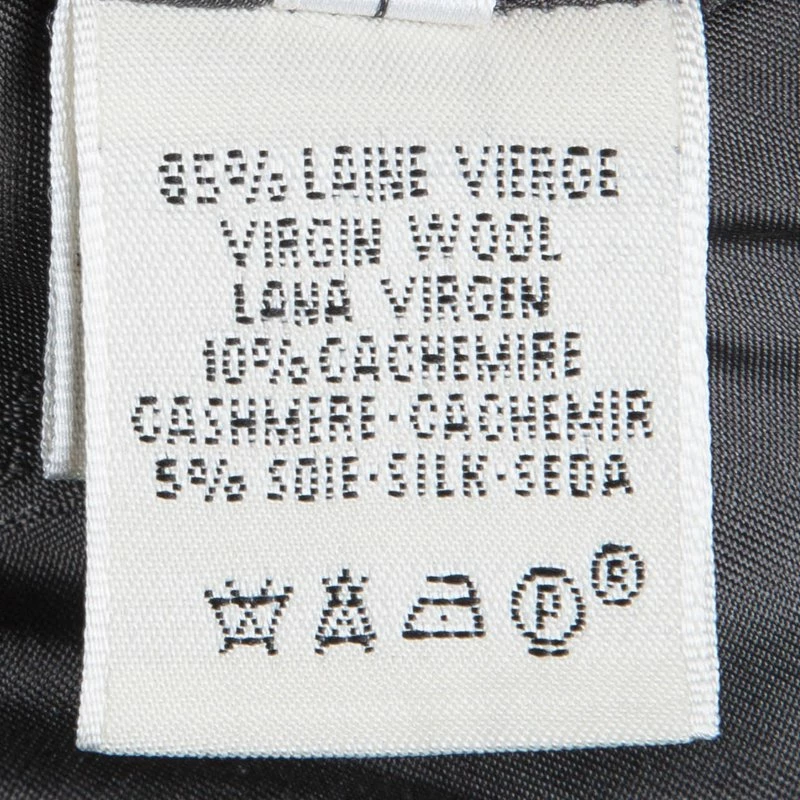 85% LAINE VIERGE
VIRGIN WOOL
LANA VIRGEN
10% CACHEMIRE
CASHMERE·CACHEMIR
5% SOIE·SILK·SEDA
P ®